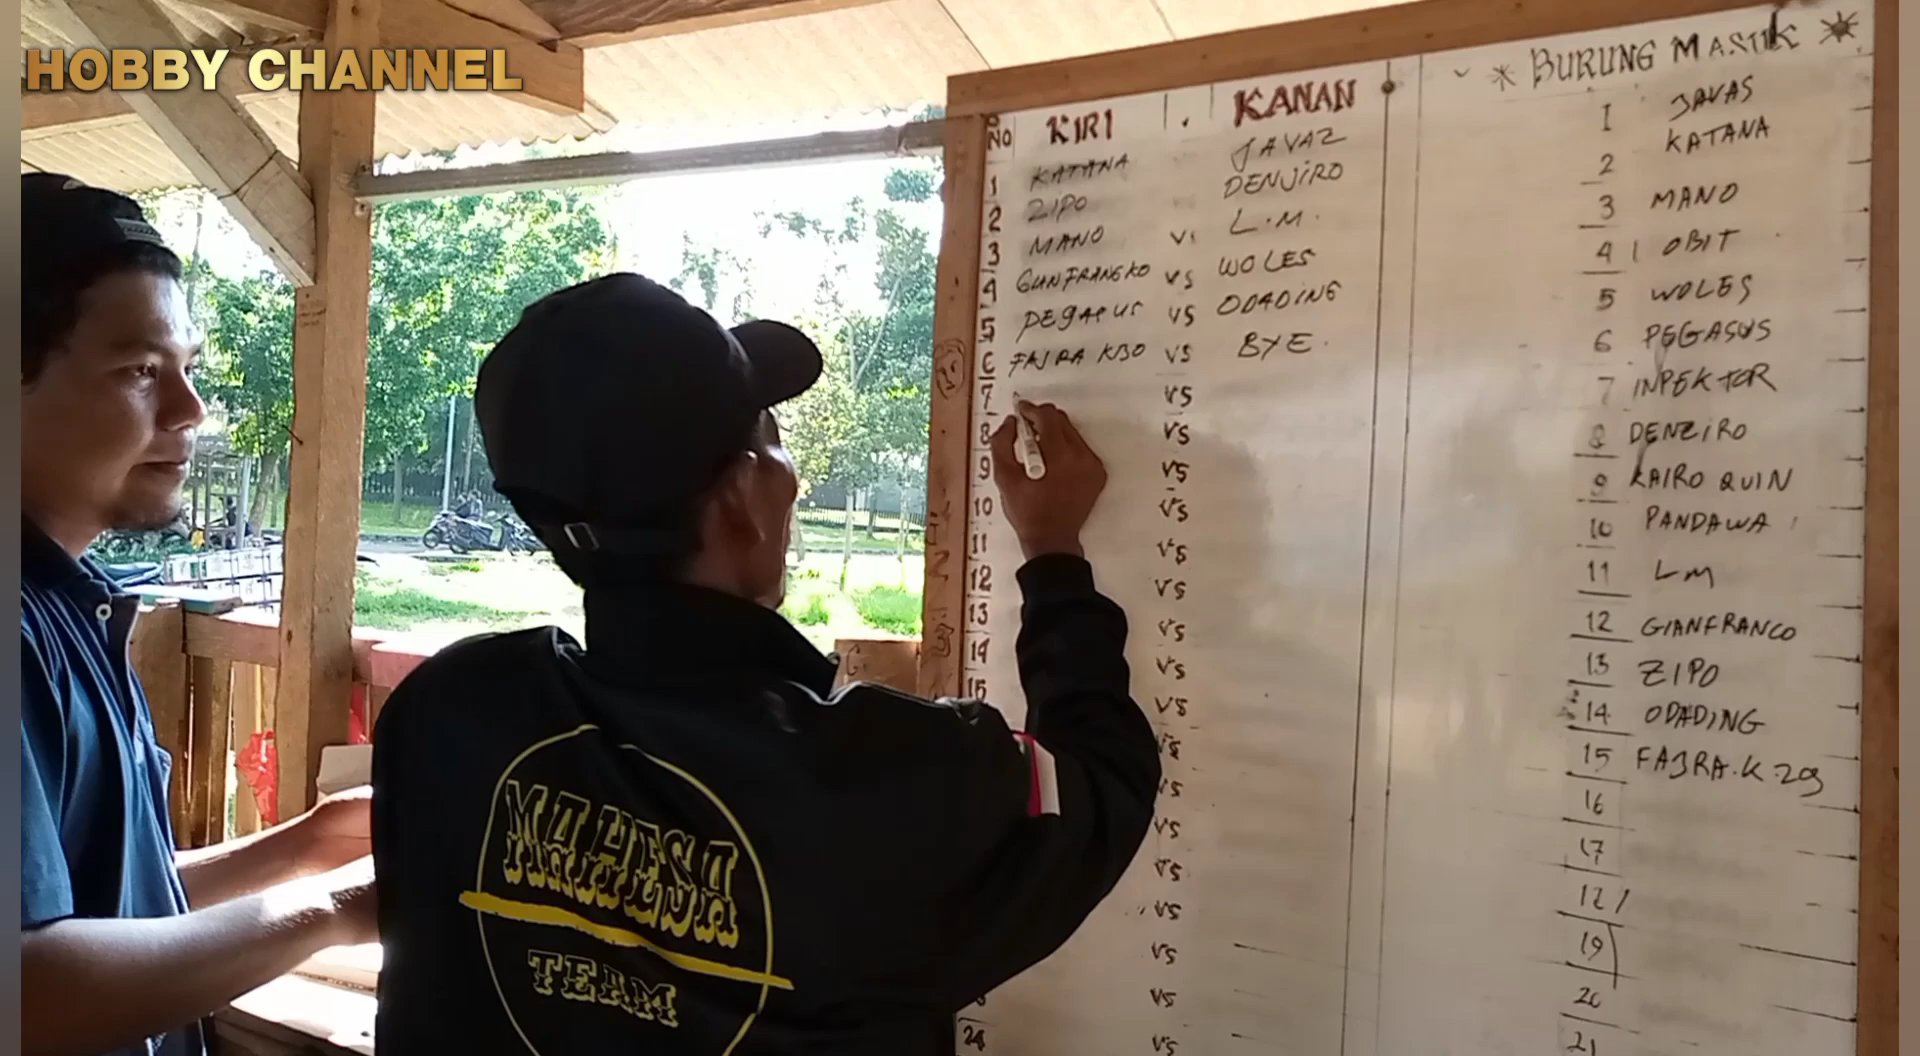 HOBBY CHANNEL
NO KIRI . KANAN
1 KATANA JAVAZ
2 ZIPO DENJIRO
3 MANO VS L.M.
4 GUNFRANGKO VS WOLES
5 PEGASUS VS ODADING
6 FAJRA KBO VS BYE.
7 VS
8 VS
9 VS
10 VS
11 VS
12 VS
13 VS
14 VS
15 VS
VS
VS
VS
VS
VS
VS
VS
24 VS
* BURUNG MASUK *
1 JAVAS
2 KATANA
3 MANO
4 OBIT
5 WOLES
6 PEGASUS
7 INPEKTOR
8 DENZIRO
9 KAIRO QUIN
10 PANDAWA
11 LM
12 GIANFRANCO
13 ZIPO
14 ODADING
15 FAJRA.K.
16
17
19
20
21
MAHESA
TEAM